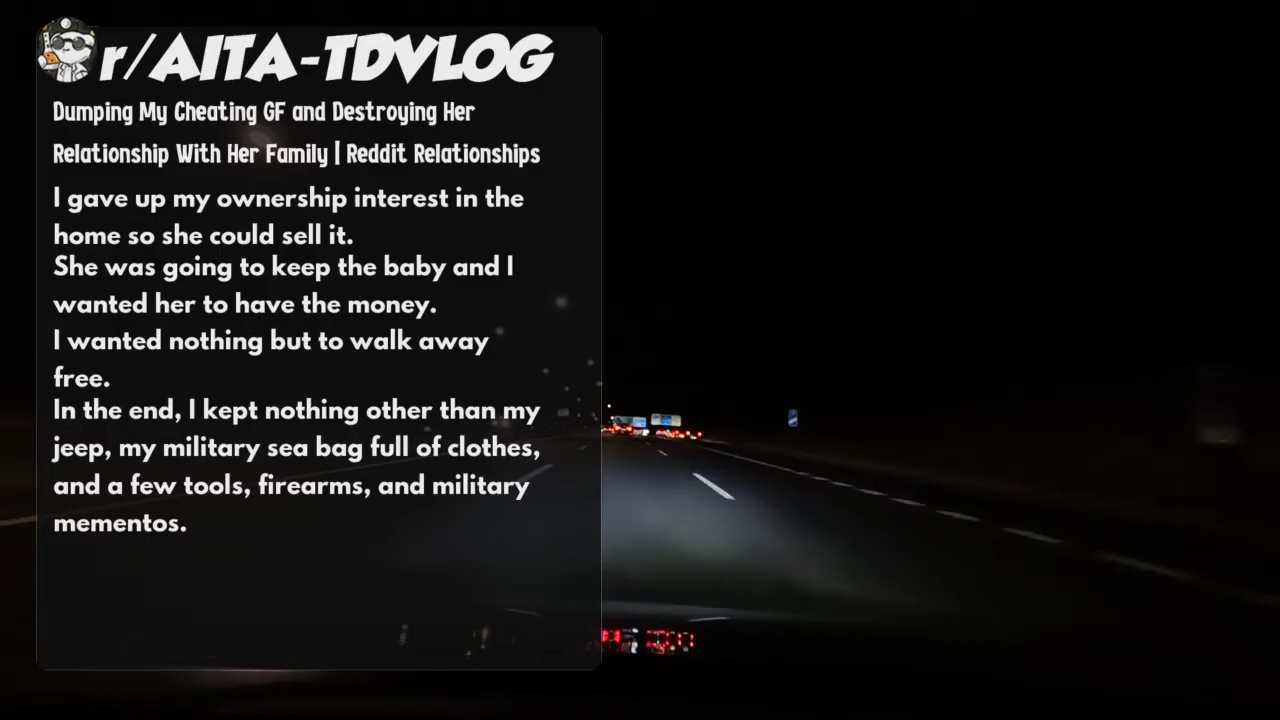 r/AITA-TDVLOG
Dumping My Cheating GF and Destroying Her
Relationship With Her Family | Reddit Relationships
I gave up my ownership interest in the
home so she could sell it.
She was going to keep the baby and I
wanted her to have the money.
I wanted nothing but to walk away
free.
In the end, I kept nothing other than my
jeep, my military sea bag full of clothes,
and a few tools, firearms, and military
mementos.